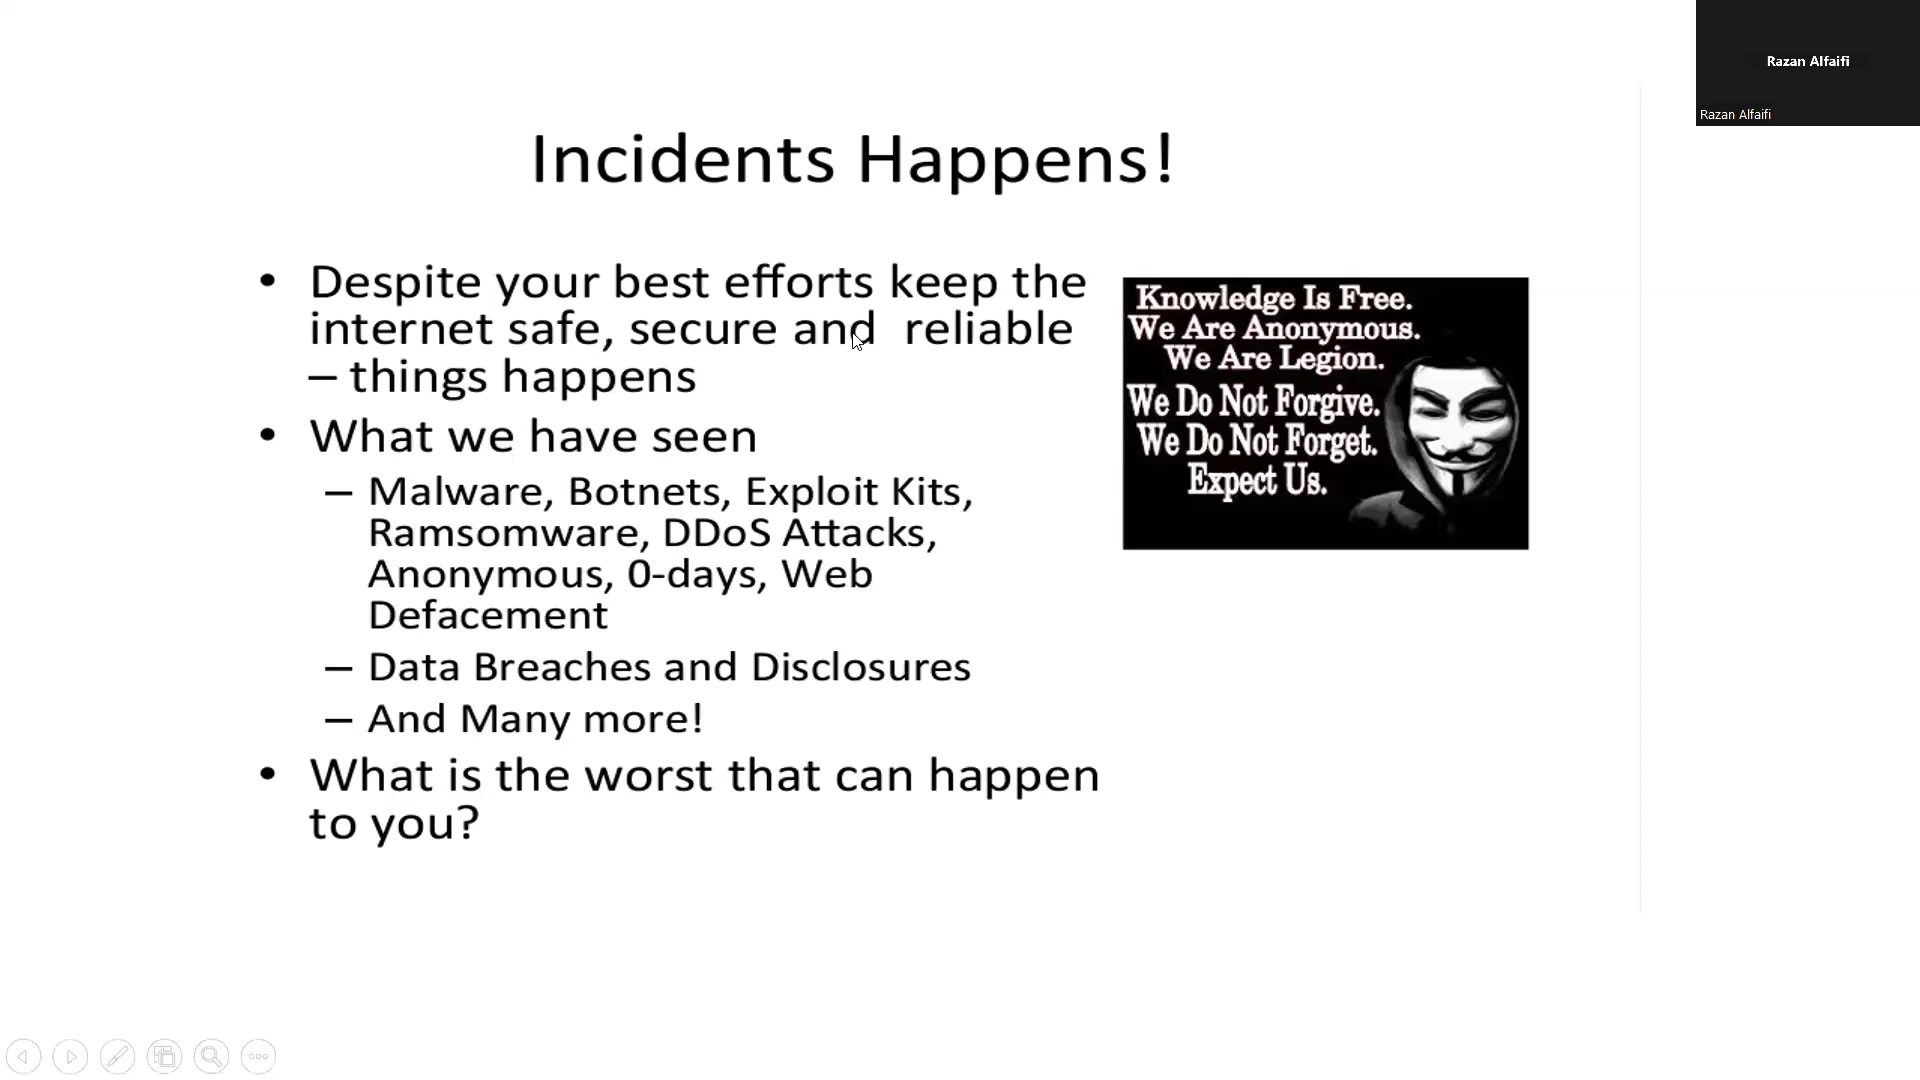 Razan Alfaifi
Razan Alfaifi
Incidents Happens!
• Despite your best efforts keep the
internet safe, secure and reliable
– things happens
• What we have seen
– Malware, Botnets, Exploit Kits,
Ramsomware, DDoS Attacks,
Anonymous, 0-days, Web
Defacement
– Data Breaches and Disclosures
– And Many more!
• What is the worst that can happen
to you?
Knowledge Is Free.
We Are Anonymous.
We Are Legion.
We Do Not Forgive.
We Do Not Forget.
Expect Us.